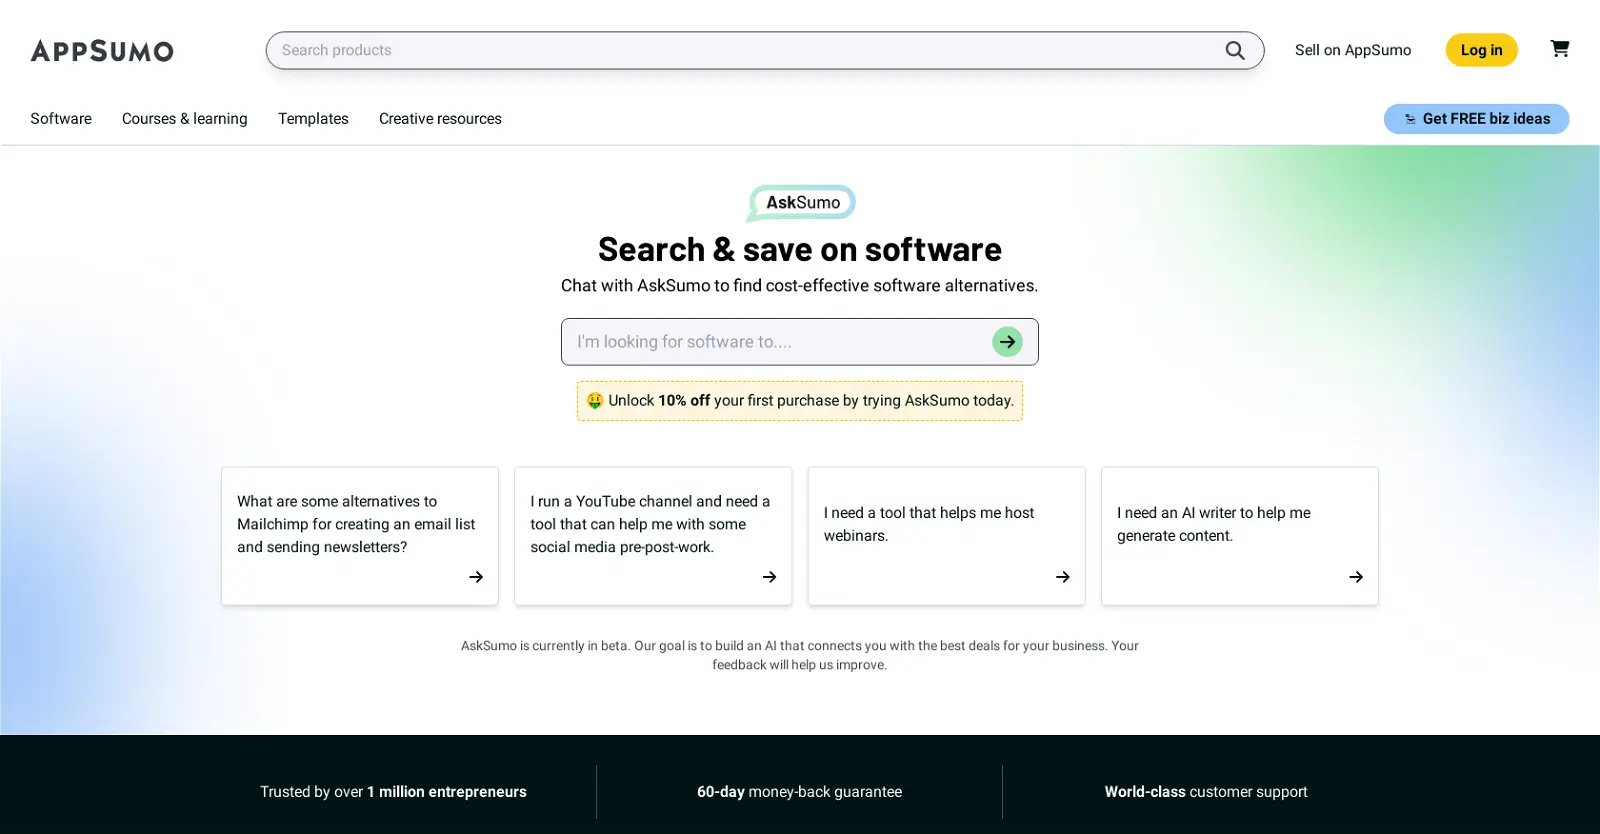 APPSUMO
Search products
Sell on AppSumo
Log in
Software
Courses & learning
Templates
Creative resources
Get FREE biz ideas
AskSumo
Search & save on software
Chat with AskSumo to find cost-effective software alternatives.
I'm looking for software to....
Unlock 10% off your first purchase by trying AskSumo today.
What are some alternatives to
Mailchimp for creating an email list
and sending newsletters?
I run a YouTube channel and need a
tool that can help me with some
social media pre-post-work.
I need a tool that helps me host
webinars.
I need an AI writer to help me
generate content.
AskSumo is currently in beta. Our goal is to build an AI that connects you with the best deals for your business. Your
feedback will help us improve.
Trusted by over 1 million entrepreneurs
60-day money-back guarantee
World-class customer support